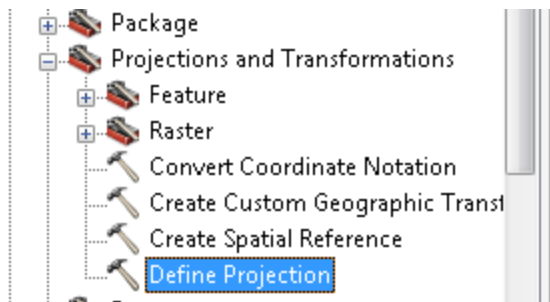 Package
Projections and Transformations
Feature
Raster
Convert Coordinate Notation
Create Custom Geographic Transf
Create Spatial Reference
Define Projection